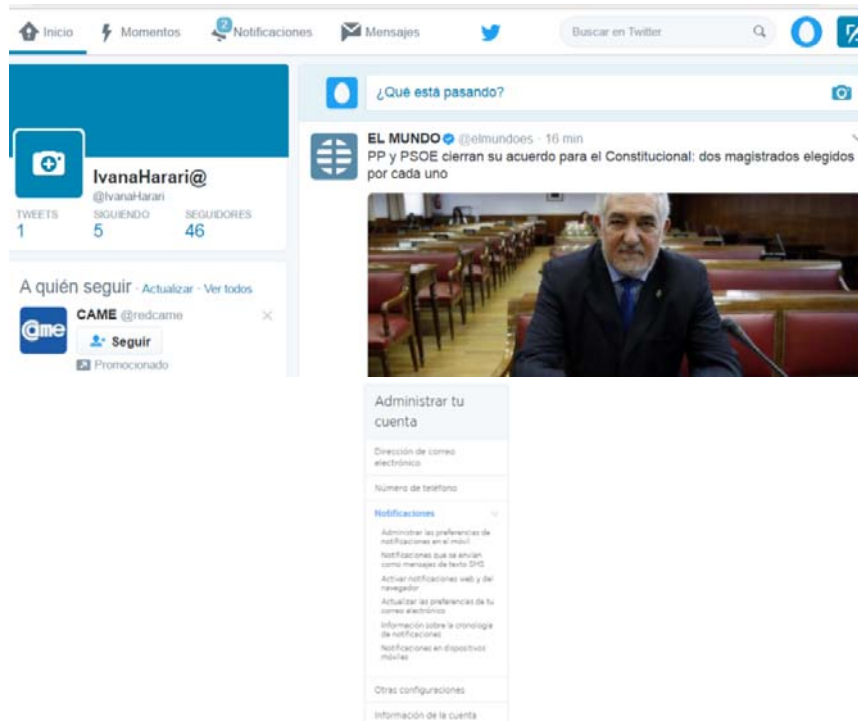 Inicio
Momentos
2
Notificaciones
Mensajes
Buscar en Twitter
¿Qué está pasando?
IvanaHarari@
@IvanaHarari
TWEETS SIGUIENDO SEGUIDORES
1 5 46
A quién seguir · Actualizar · Ver todos
came
CAME @redcame
Seguir
Promocionado
EL MUNDO @elmundoes · 16 min
PP y PSOE cierran su acuerdo para el Constitucional: dos magistrados elegidos
por cada uno
Administrar tu
cuenta
Dirección de correo
electrónico
Número de teléfono
Notificaciones
Administrar las preferencias de
notificaciones en el móvil
Notificaciones que se envían
como mensajes de texto SMS
Activar notificaciones web y del
navegador
Actualizar las preferencias de tu
correo electrónico
Información sobre la cronología
de notificaciones
Notificaciones en dispositivos
móviles
Otras configuraciones
Información de la cuenta